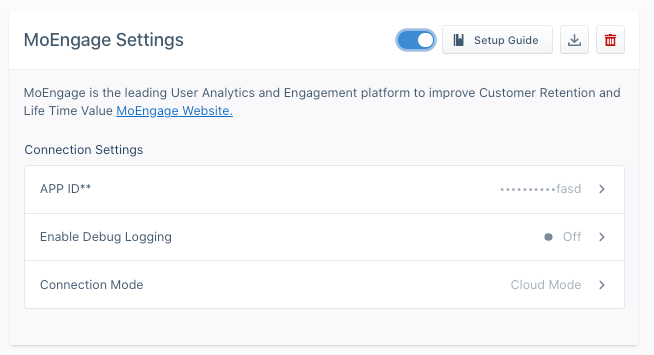 MoEngage Settings
Setup Guide
MoEngage is the leading User Analytics and Engagement platform to improve Customer Retention and
Life Time Value MoEngage Website.
Connection Settings
APP ID** ••••••••••fasd
Enable Debug Logging Off
Connection Mode Cloud Mode